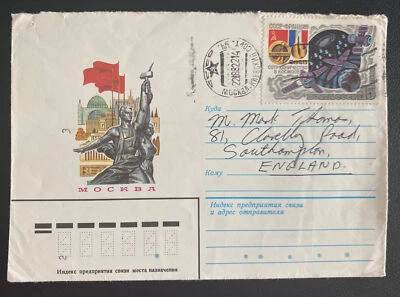 СССР-ФРАНЦИЯ
МОСКВА
22088221
Куда
M. Mark Thomas,
81, Clovelly Road,
Southampton,
ENGLAND.
Кому
МОСКВА
Индекс предприятия связи
и адрес отправителя
Индекс предприятия связи места назначения